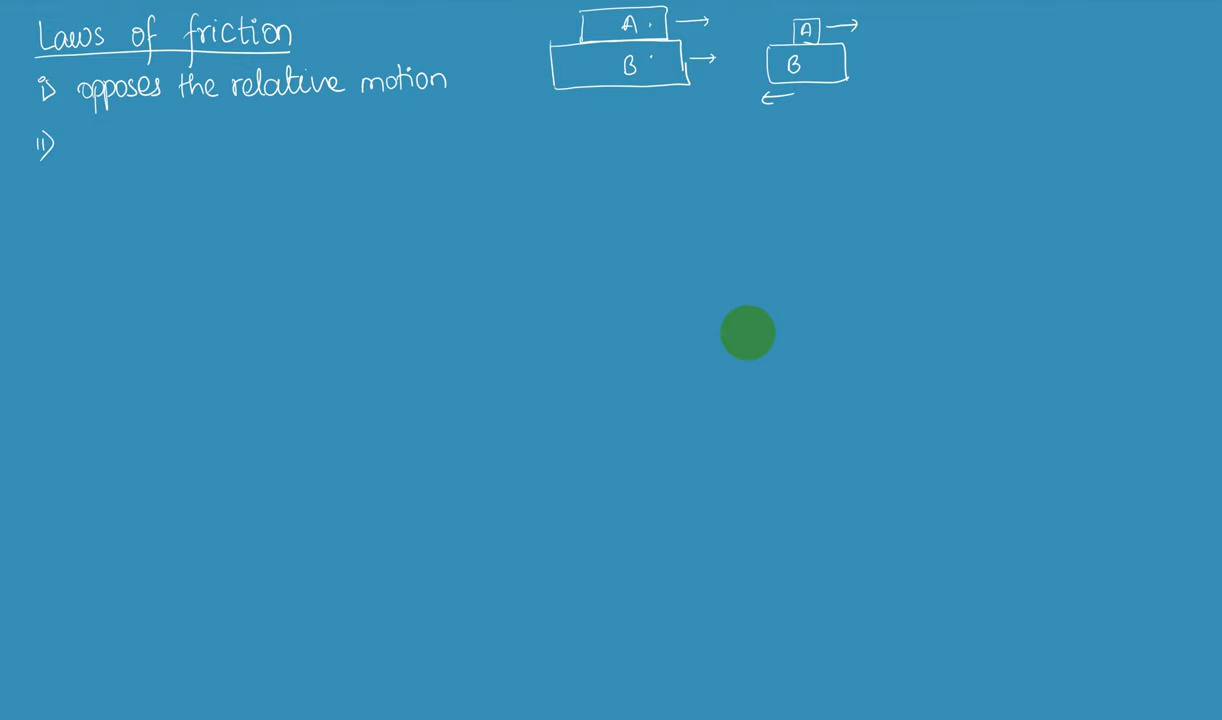 Laws of friction
i) opposes the relative motion
ii)
A
B
A
B